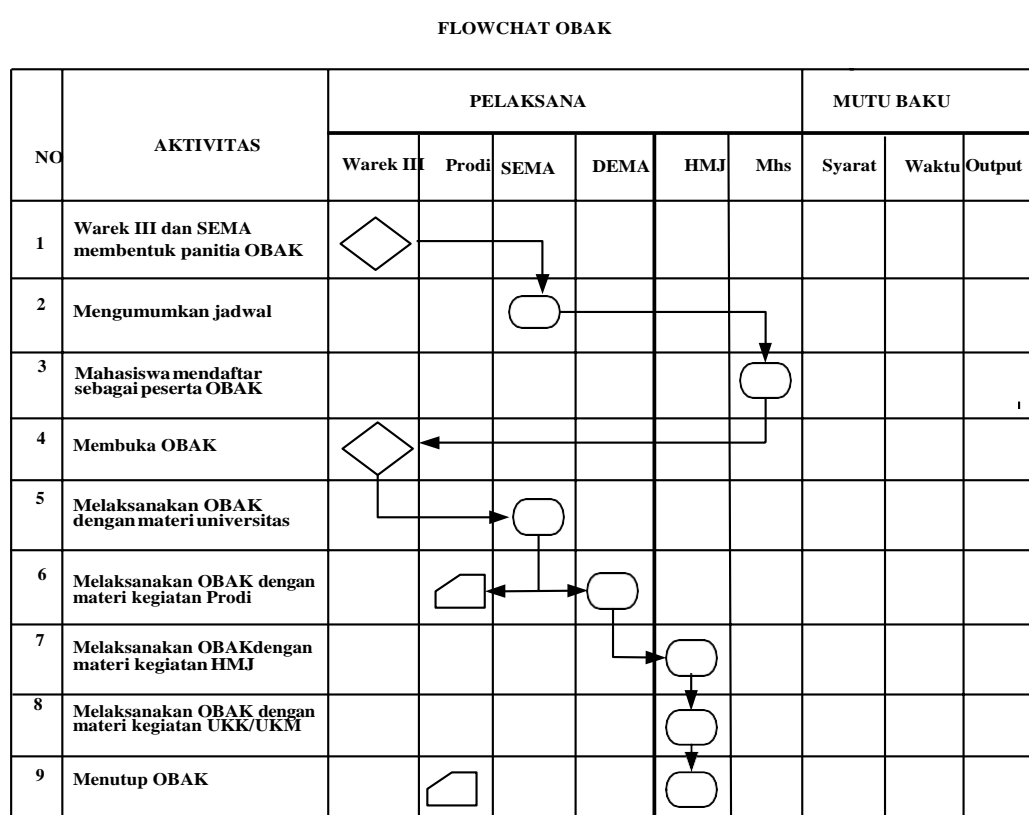 FLOWCHAT OBAK
PELAKSANA
MUTU BAKU
NO
AKTIVITAS
Warek III
Prodi
SEMA
DEMA
HMJ
Mhs
Syarat
Waktu
Output
1
Warek III dan SEMA
membentuk panitia OBAK
2
Mengumumkan jadwal
3
Mahasiswa mendaftar
sebagai peserta OBAK
4
Membuka OBAK
5
Melaksanakan OBAK
dengan materi universitas
6
Melaksanakan OBAK dengan
materi kegiatan Prodi
7
Melaksanakan OBAKdengan
materi kegiatan HMJ
8
Melaksanakan OBAK dengan
materi kegiatan UKK/UKM
9
Menutup OBAK